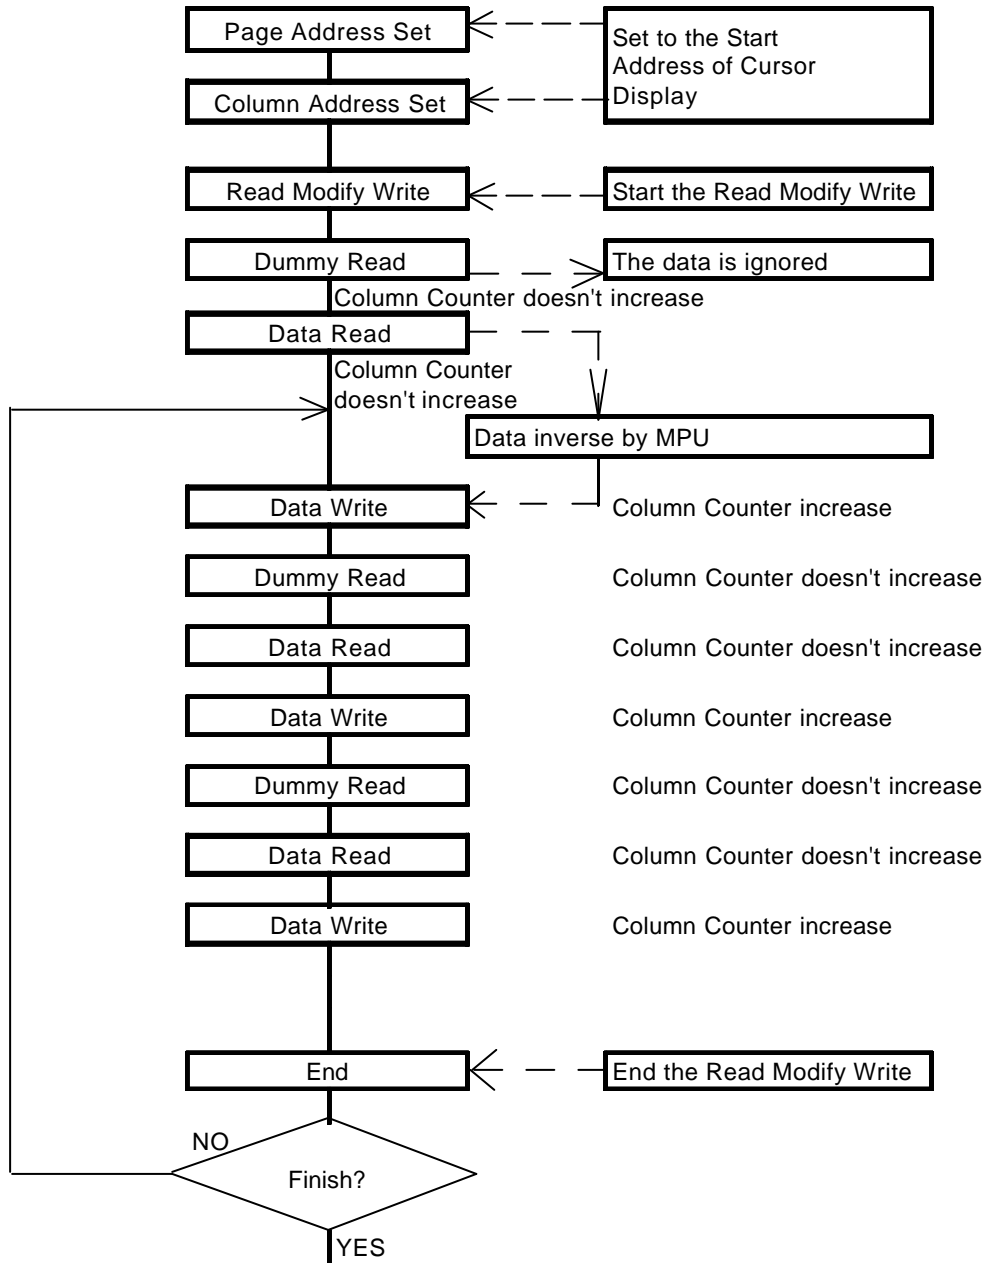 Page Address Set
Set to the Start
Address of Cursor
Display
Column Address Set
Read Modify Write
Start the Read Modify Write
Dummy Read
The data is ignored
Column Counter doesn't increase
Data Read
Column Counter
doesn't increase
Data inverse by MPU
Data Write
Column Counter increase
Dummy Read
Column Counter doesn't increase
Data Read
Column Counter doesn't increase
Data Write
Column Counter increase
Dummy Read
Column Counter doesn't increase
Data Read
Column Counter doesn't increase
Data Write
Column Counter increase
End
End the Read Modify Write
NO
Finish?
YES